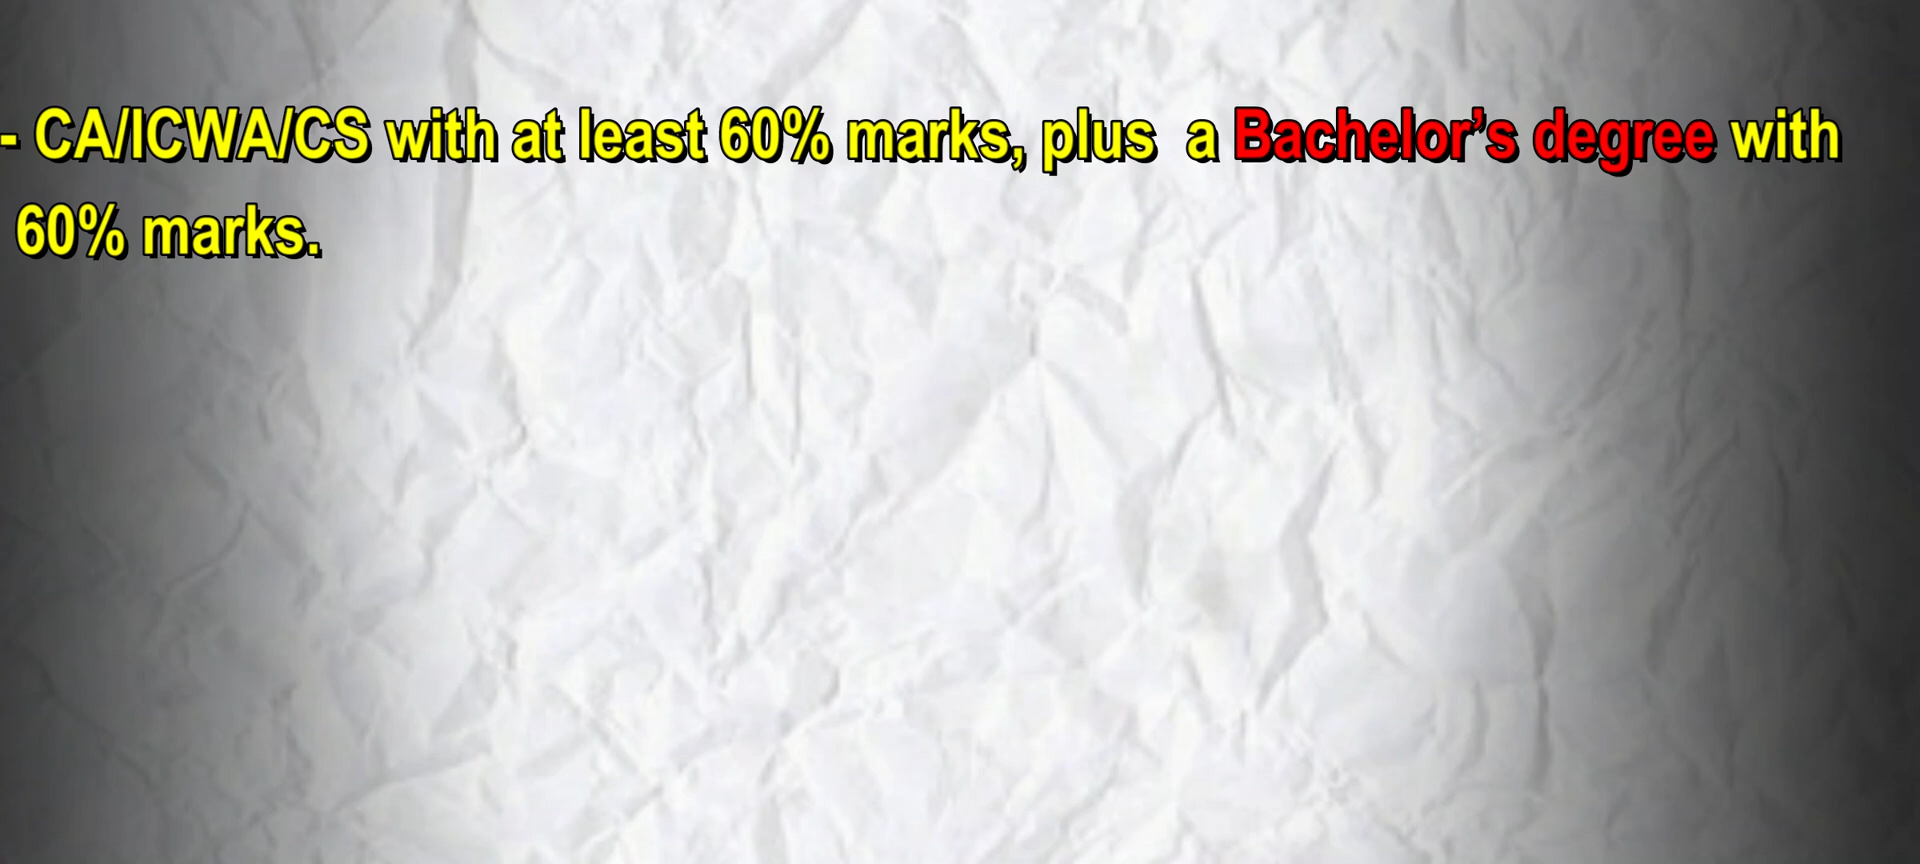 - CA/ICWA/CS with at least 60% marks, plus  a Bachelor’s degree with
60% marks.